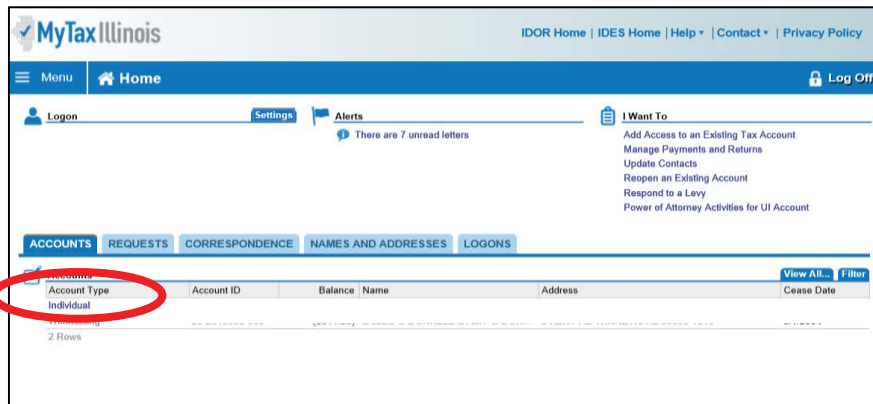 MyTax Illinois
IDOR Home | IDES Home | Help | Contact | Privacy Policy
Menu Home Log Off
Logon Settings Alerts I Want To
There are 7 unread letters
Add Access to an Existing Tax Account
Manage Payments and Returns
Update Contacts
Reopen an Existing Account
Respond to a Levy
Power of Attorney Activities for UI Account
ACCOUNTS REQUESTS CORRESPONDENCE NAMES AND ADDRESSES LOGONS
Accounts View All... Filter
Account Type Account ID Balance Name Address Cease Date
Individual
2 Rows